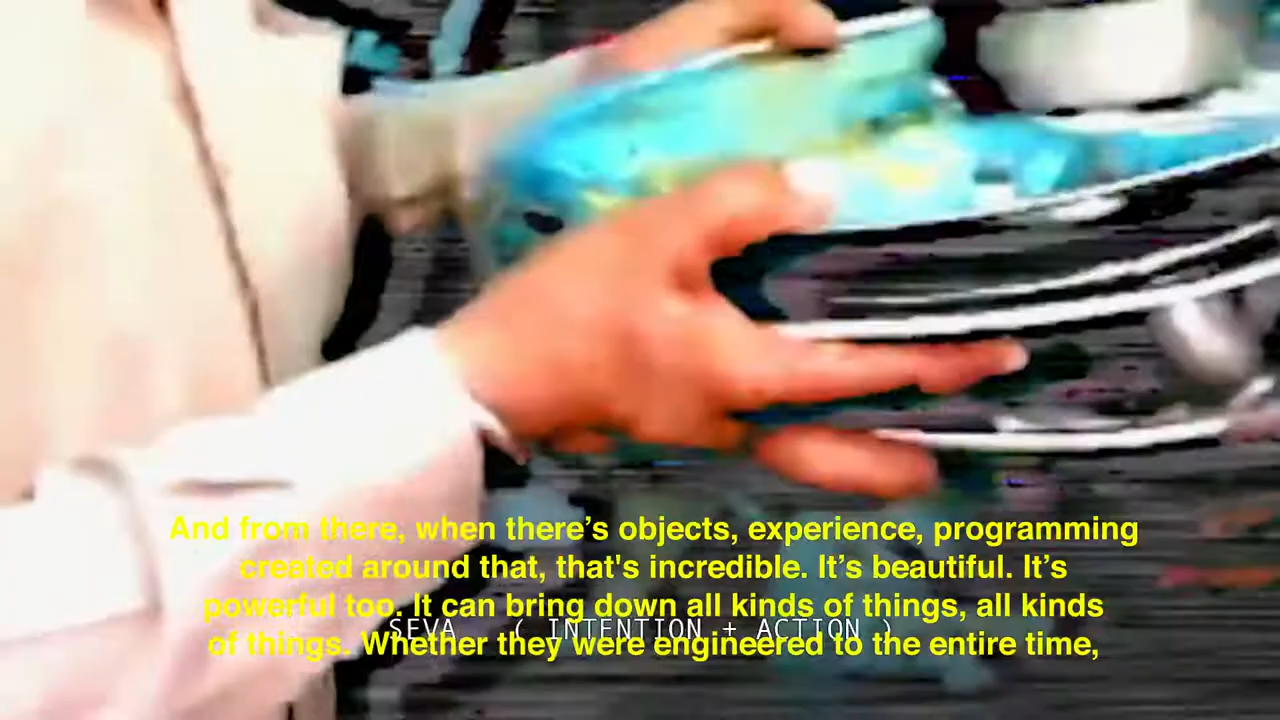 And from there, when there’s objects, experience, programming
created around that, that's incredible. It’s beautiful. It’s
powerful too. It can bring down all kinds of things, all kinds
SEVA ( INTENTION + ACTION )
of things. Whether they were engineered to the entire time,